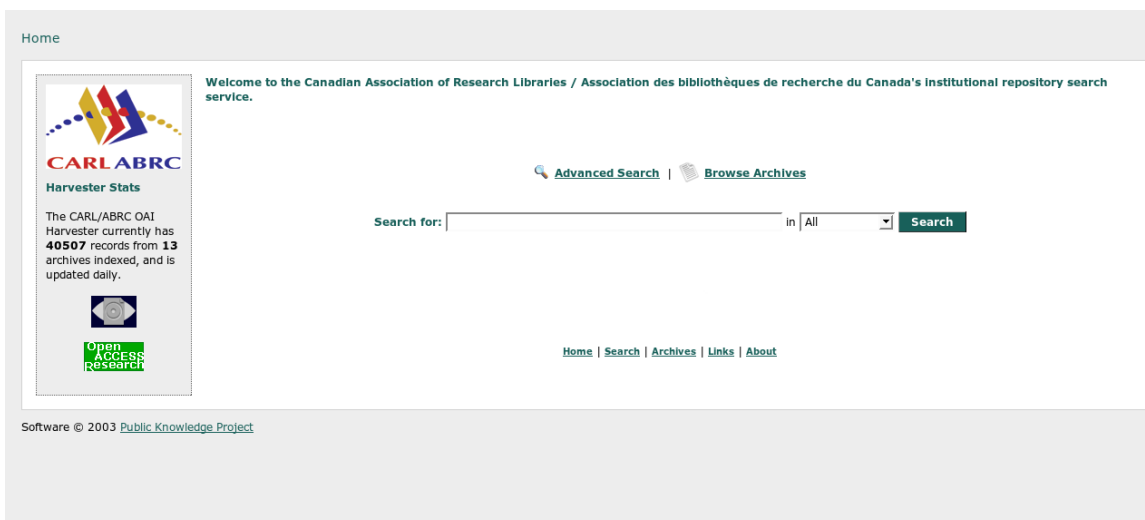 Home
Welcome to the Canadian Association of Research Libraries / Association des bibliothèques de recherche du Canada's institutional repository search
service.
CARL ABRC
Harvester Stats
The CARL/ABRC OAI
Harvester currently has
40507 records from 13
archives indexed, and is
updated daily.
Open
ACCESS
Research
Advanced Search | Browse Archives
Search for: in All Search
Home | Search | Archives | Links | About
Software © 2003 Public Knowledge Project